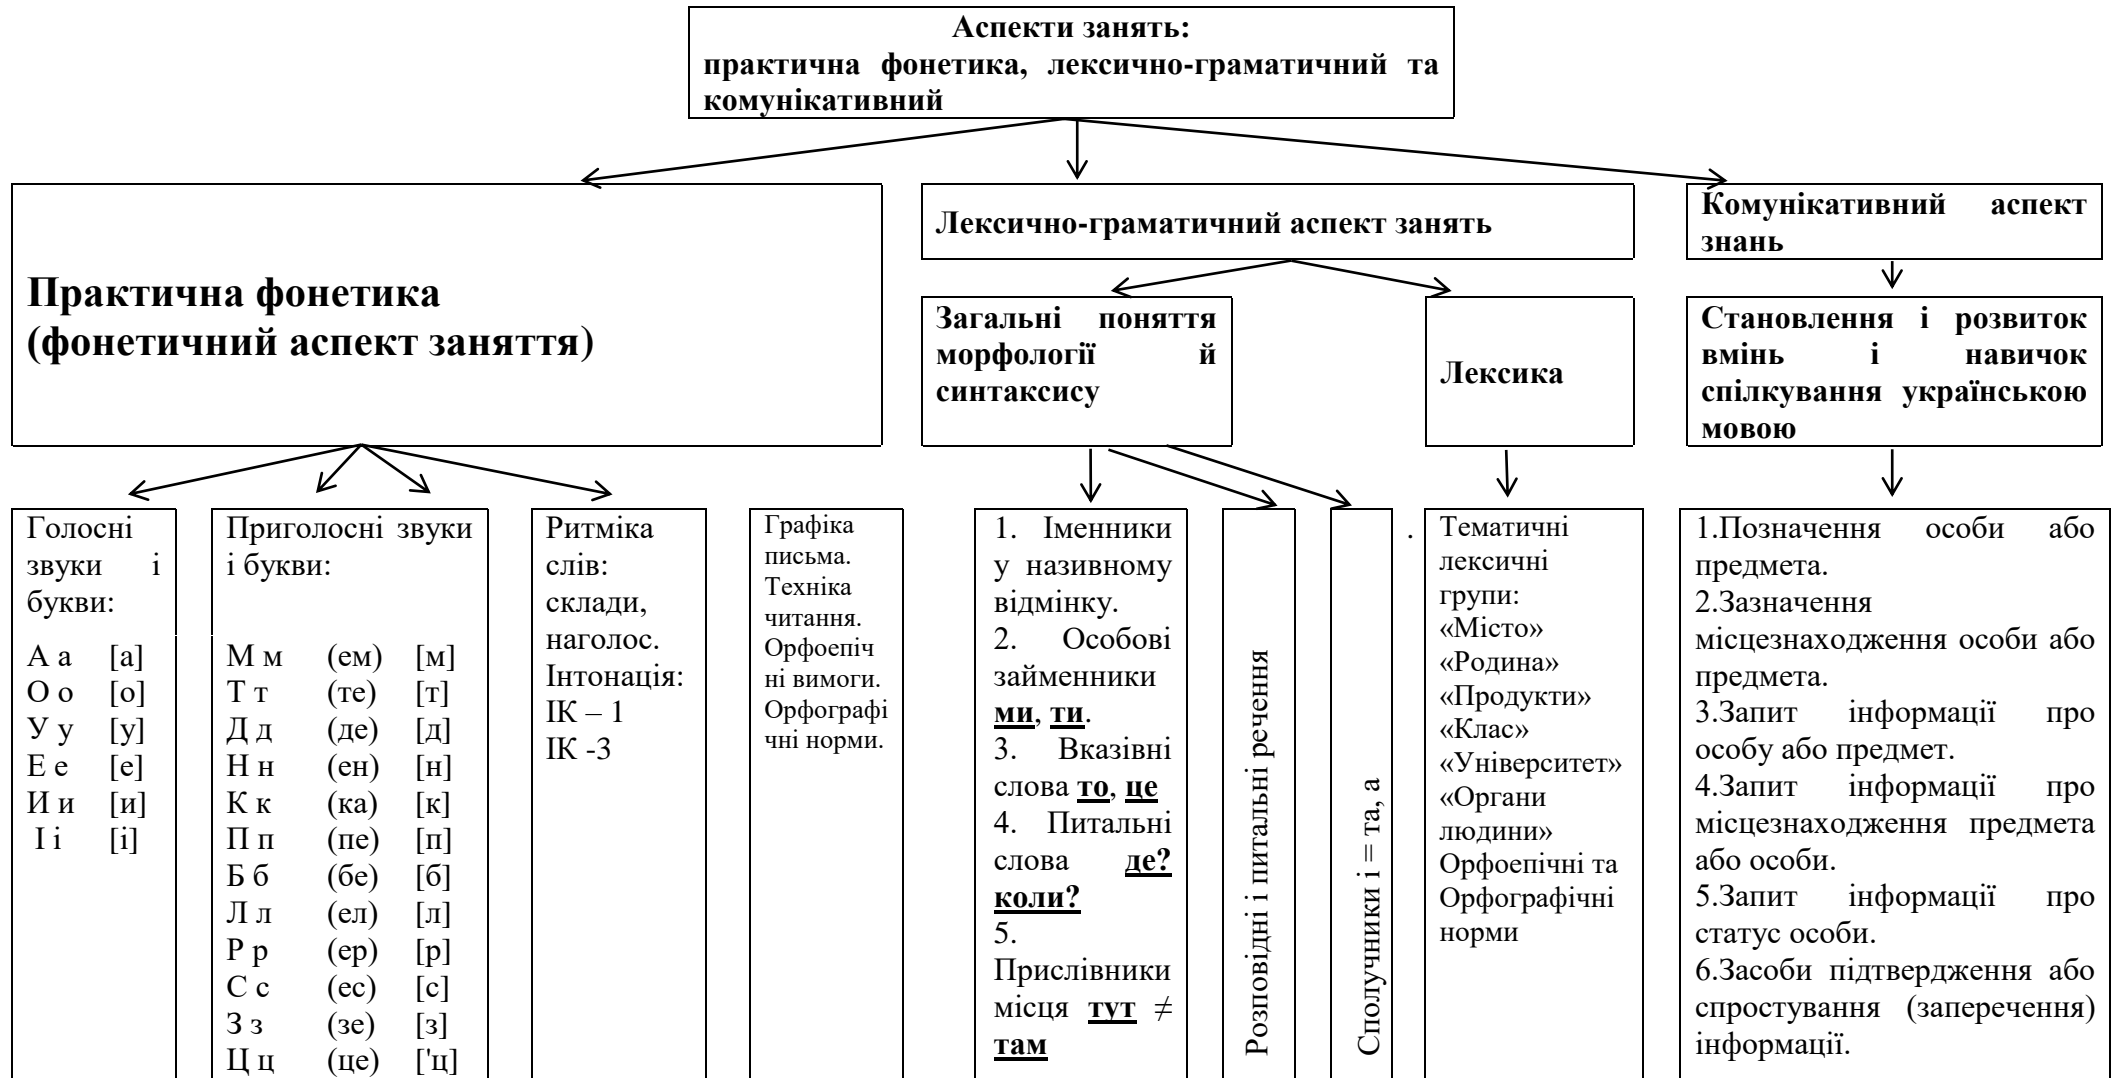 Аспекти занять:
практична фонетика, лексично-граматичний та
комунікативний
Практична фонетика
(фонетичний аспект заняття)
Лексично-граматичний аспект занять
Комунікативний аспект
знань
Загальні поняття
морфології й
синтаксису
Лексика
Становлення і розвиток
вмінь і навичок
спілкування українською
мовою
Голосні
звуки і
букви:
А а [а]
О о [о]
У у [у]
Е е [е]
И и [и]
І і [і]
Приголосні звуки
і букви:
М м (ем) [м]
Т т (те) [т]
Д д (де) [д]
Н н (ен) [н]
К к (ка) [к]
П п (пе) [п]
Б б (бе) [б]
Л л (ел) [л]
Р р (ер) [р]
С с (ес) [с]
З з (зе) [з]
Ц ц (це) ['ц]
Ритміка
слів:
склади,
наголос.
Інтонація:
ІК – 1
ІК -3
Графіка
письма.
Техніка
читання.
Орфоепіч
ні вимоги.
Орфографі
чні норми.
1. Іменники
у називному
відмінку.
2. Особові
займенники
ми, ти.
3. Вказівні
слова то, це
4. Питальні
слова де?
коли?
5.
Прислівники
місця тут ≠
там
Розповідні і питальні речення
Сполучники і = та, а
.
Тематичні
лексичні
групи:
«Місто»
«Родина»
«Продукти»
«Клас»
«Університет»
«Органи
людини»
Орфоепічні та
Орфографічні
норми
1.Позначення особи або
предмета.
2.Зазначення
місцезнаходження особи або
предмета.
3.Запит інформації про
особу або предмет.
4.Запит інформації про
місцезнаходження предмета
або особи.
5.Запит інформації про
статус особи.
6.Засоби підтвердження або
спростування (заперечення)
інформації.